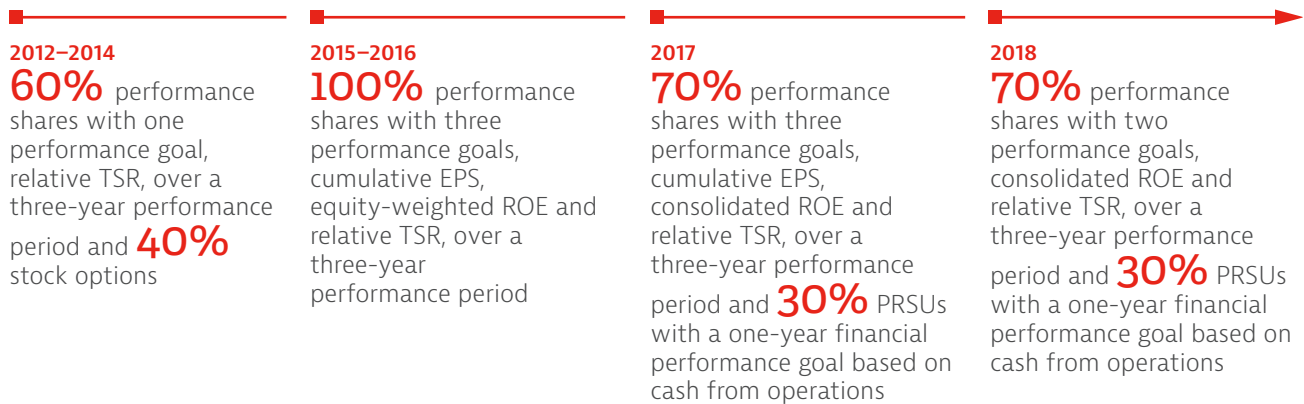 2012–2014
60% performance
shares with one
performance goal,
relative TSR, over a
three-year performance
period and 40%
stock options
2015–2016
100% performance
shares with three
performance goals,
cumulative EPS,
equity-weighted ROE and
relative TSR, over a
three-year
performance period
2017
70% performance
shares with three
performance goals,
cumulative EPS,
consolidated ROE and
relative TSR, over a
three-year performance
period and 30% PRSUs
with a one-year financial
performance goal based on
cash from operations
2018
70% performance
shares with two
performance goals,
consolidated ROE and
relative TSR, over a
three-year performance
period and 30% PRSUs
with a one-year financial
performance goal based on
cash from operations